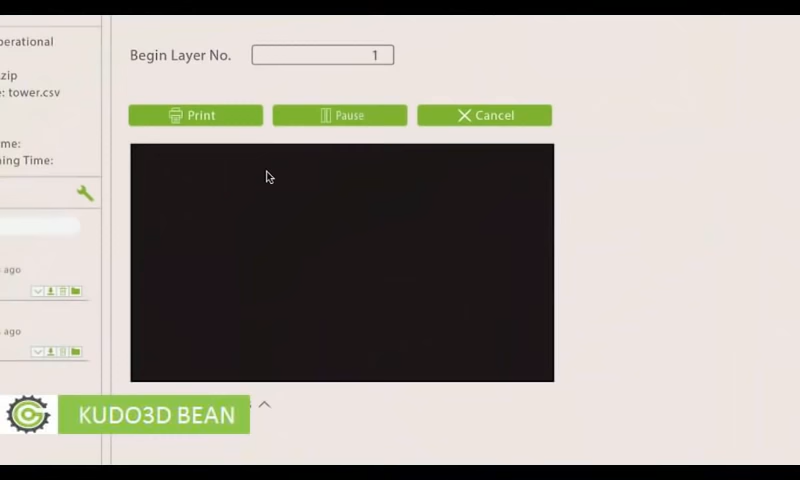 perational
Begin Layer No. 1
zip
: tower.csv
Print
Pause
Cancel
me:
ning Time:
ago
ago
KUDO3D BEAN